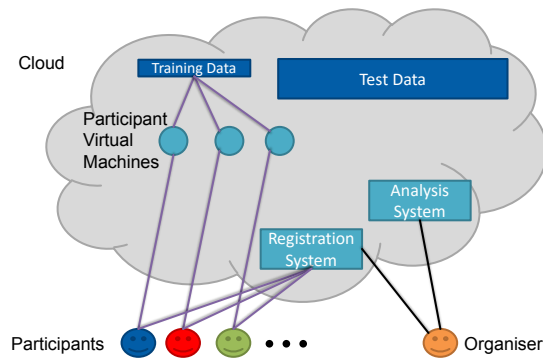 Cloud
Training Data
Test Data
Participant
Virtual
Machines
Analysis
System
Registration
System
Participants
Organiser